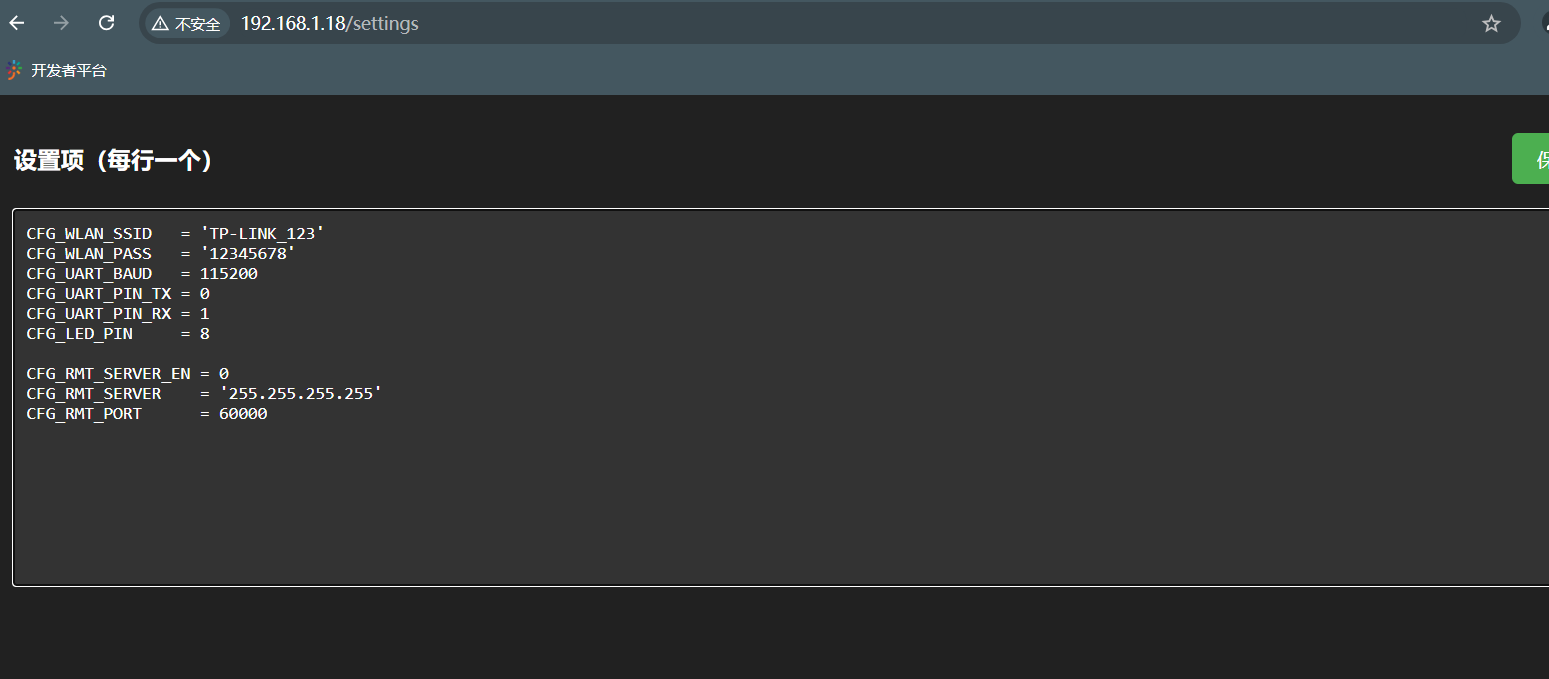 不安全 192.168.1.18/settings
开发者平台
设置项（每行一个）
CFG_WLAN_SSID   = 'TP-LINK_123'
CFG_WLAN_PASS   = '12345678'
CFG_UART_BAUD   = 115200
CFG_UART_PIN_TX = 0
CFG_UART_PIN_RX = 1
CFG_LED_PIN     = 8
CFG_RMT_SERVER_EN = 0
CFG_RMT_SERVER    = '255.255.255.255'
CFG_RMT_PORT      = 60000